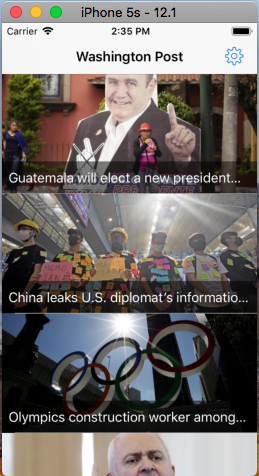 iPhone 5s - 12.1
Carrier 2:35 PM
Washington Post
Guatemala will elect a new president...
PRESIDENTE
China leaks U.S. diplomat's informatio...
Olympics construction worker among...